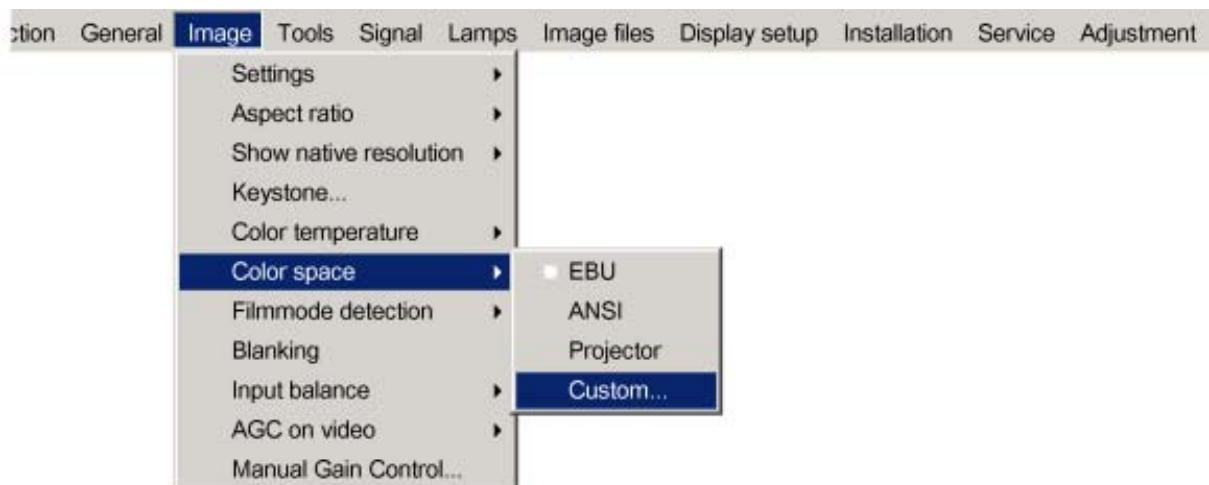 ction General Image Tools Signal Lamps Image files Display setup Installation Service Adjustment
Settings
Aspect ratio
Show native resolution
Keystone...
Color temperature
Color space
EBU
Filmmode detection
ANSI
Blanking
Projector
Input balance
Custom...
AGC on video
Manual Gain Control...